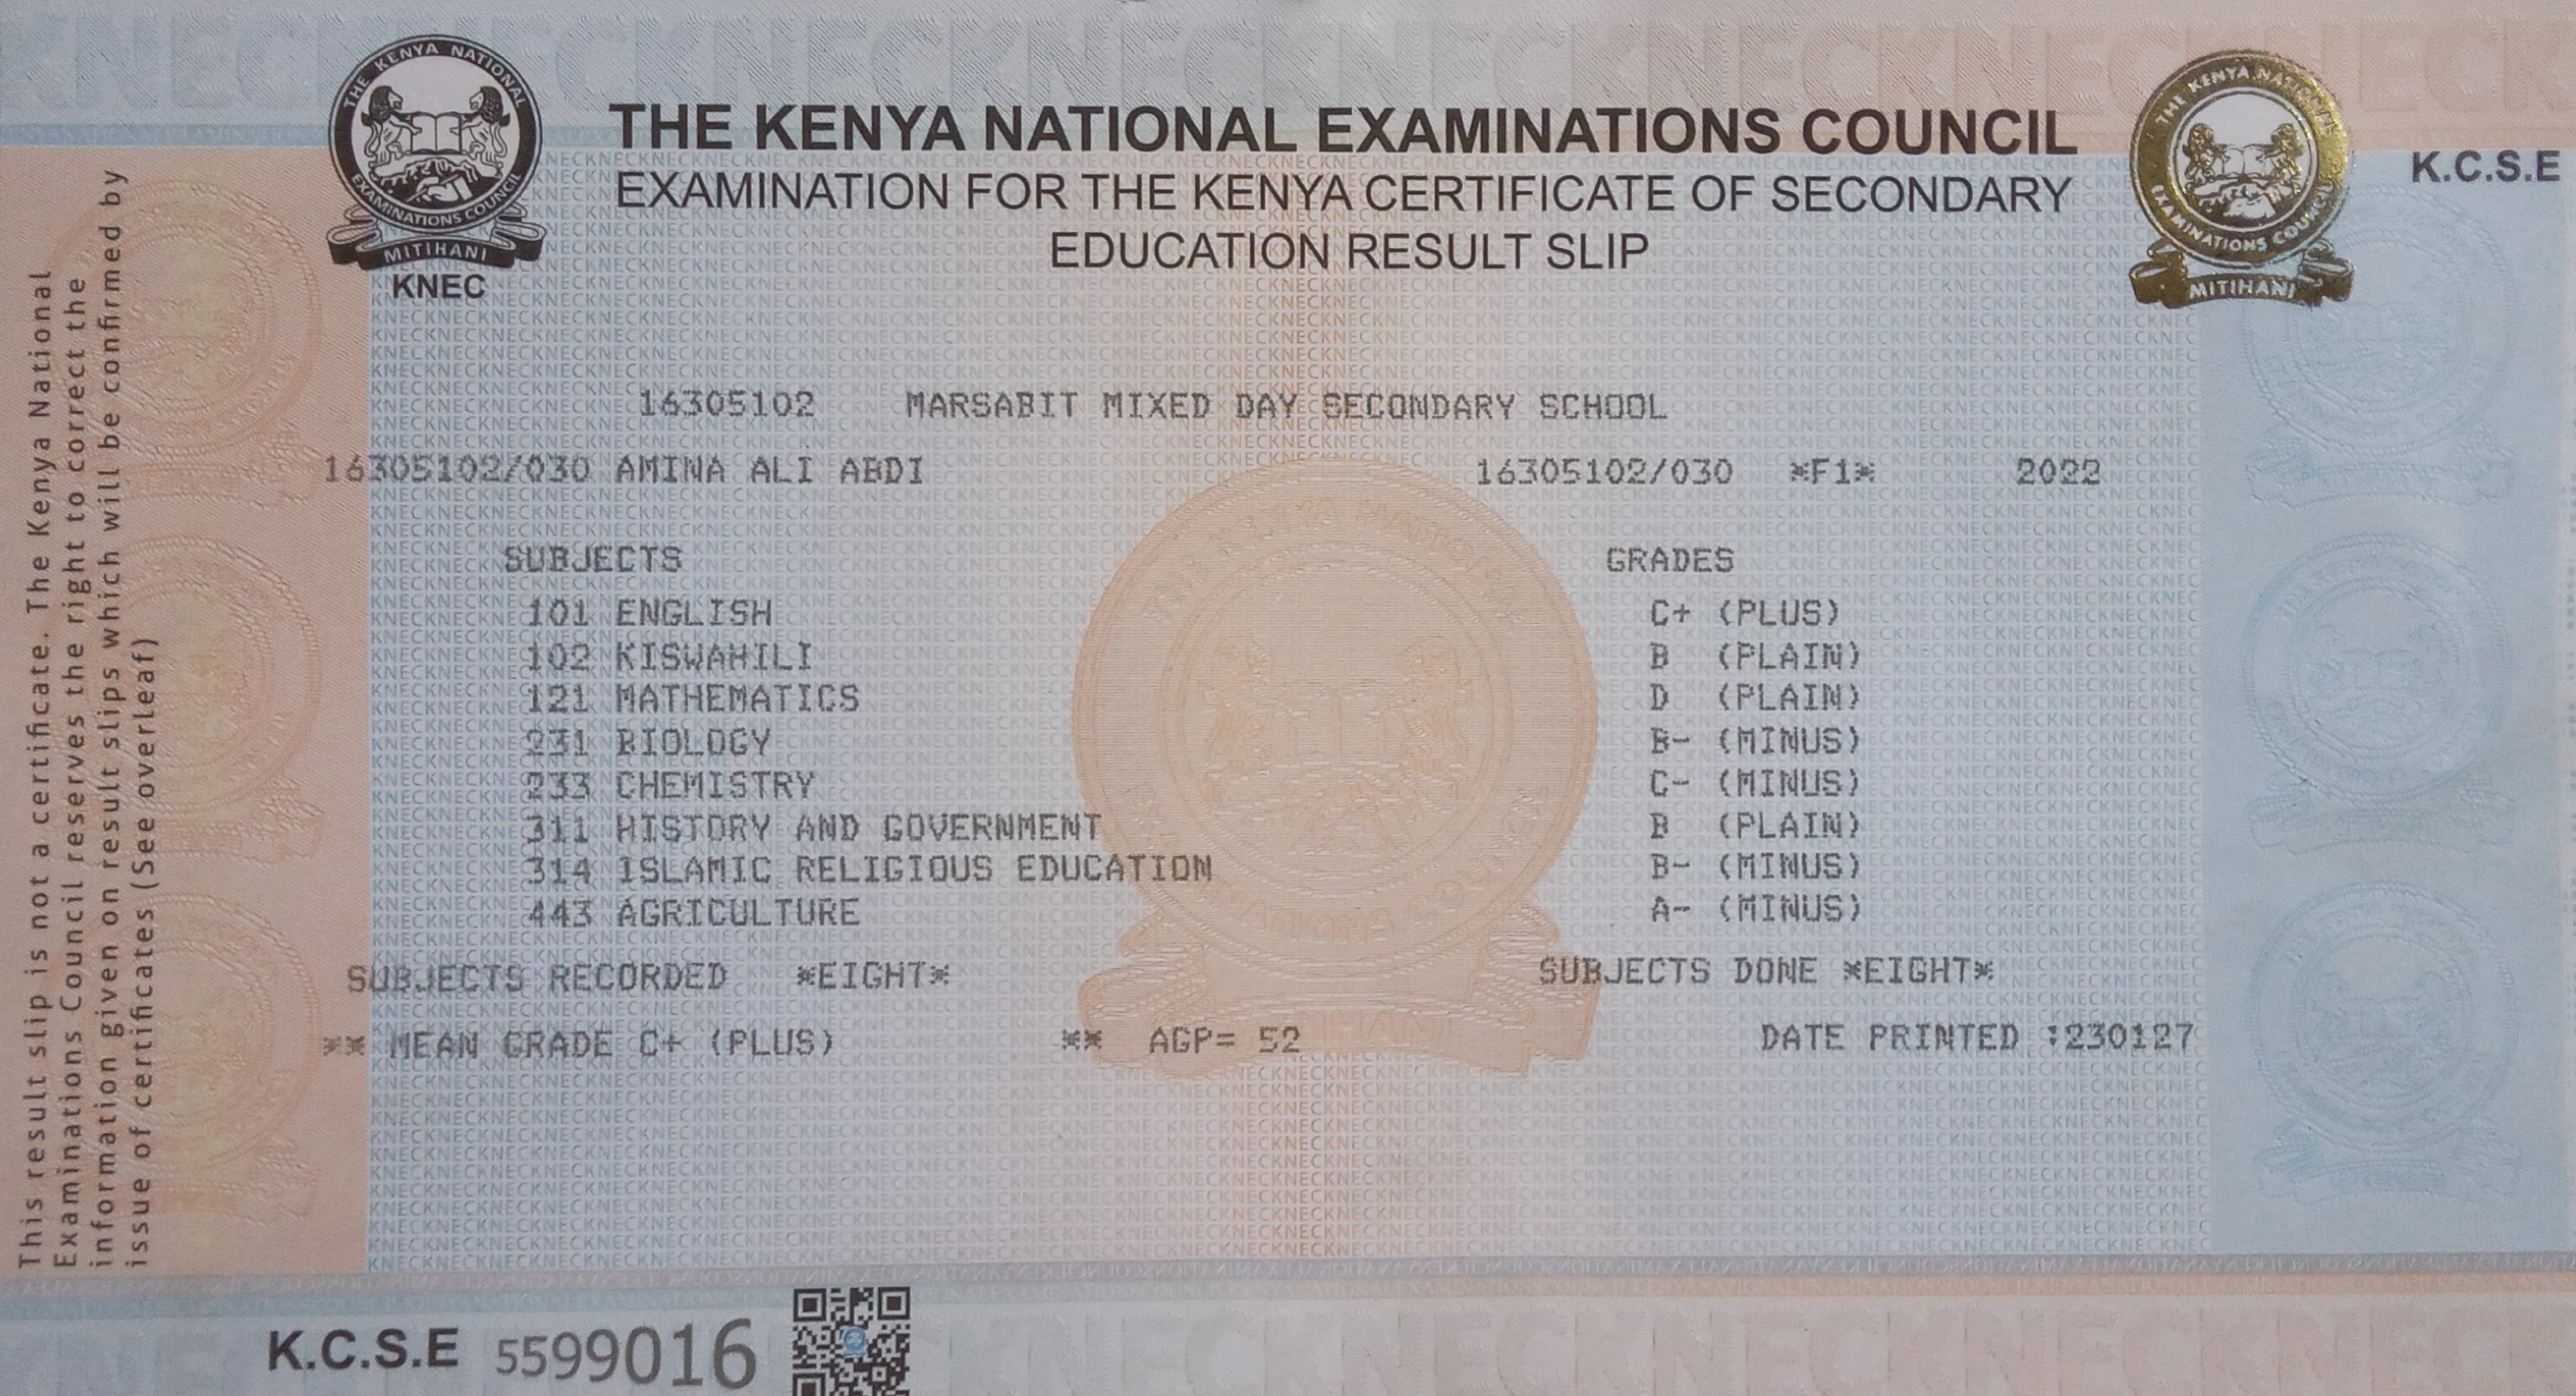 THE KENYA NATIONAL EXAMINATIONS COUNCIL
EXAMINATION FOR THE KENYA CERTIFICATE OF SECONDARY
EDUCATION RESULT SLIP
THE KENYA NATIONAL
EXAMINATIONS COUNCIL
MITIHANI
KNEC
THE KENYA NATIONAL
EXAMINATIONS COUNCIL
MITIHANI
K.C.S.E
16305102 MARSABIT MIXED DAY SECONDARY SCHOOL
16305102/030 AMINA ALI ABDI 16305102/030 *F1* 2022
SUBJECTS GRADES
101 ENGLISH C+ (PLUS)
102 KISWAHILI B (PLAIN)
121 MATHEMATICS D (PLAIN)
231 BIOLOGY B- (MINUS)
233 CHEMISTRY C- (MINUS)
311 HISTORY AND GOVERNMENT B (PLAIN)
314 ISLAMIC RELIGIOUS EDUCATION B- (MINUS)
443 AGRICULTURE A- (MINUS)
SUBJECTS RECORDED *EIGHT* SUBJECTS DONE *EIGHT*
** MEAN GRADE C+ (PLUS) ** AGP= 52 DATE PRINTED :230127
K.C.S.E 5599016
This result slip is not a certificate. The Kenya National
Examinations Council reserves the right to correct the
information given on result slips which will be confirmed by
issue of certificates (See overleaf)